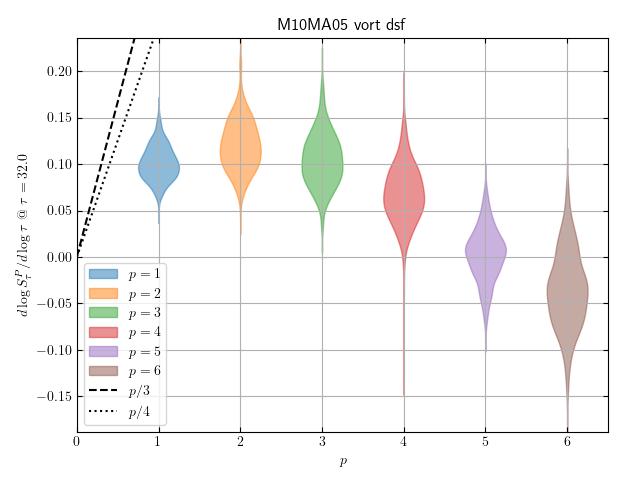 M10MA05 vort dsf
d log S_τ^p / d log τ @ τ = 32.0
0.20
0.15
0.10
0.05
0.00
−0.05
−0.10
−0.15
p = 1
p = 2
p = 3
p = 4
p = 5
p = 6
p/3
p/4
0 1 2 3 4 5 6
p